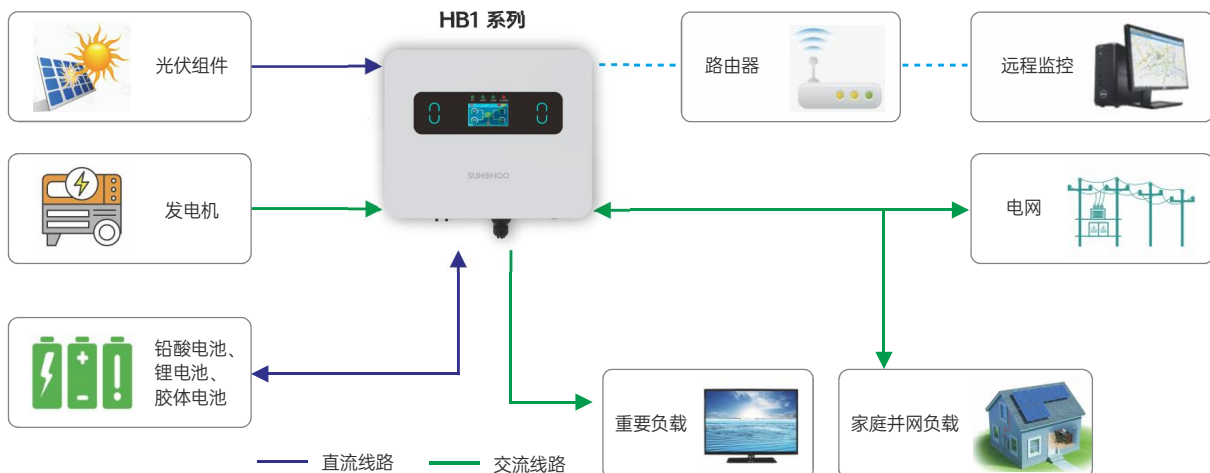 HB1 系列
光伏组件
路由器
远程监控
发电机
SUNAHOO
电网
铅酸电池、
锂电池、
胶体电池
重要负载
家庭并网负载
直流线路
交流线路